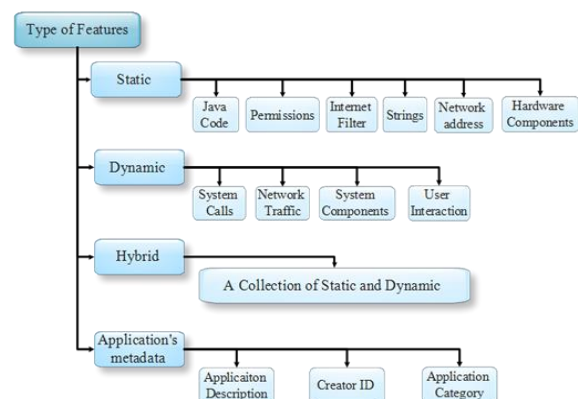 Type of Features
Static
Java
Code
Permissions
Internet
Filter
Strings
Network
address
Hardware
Components
Dynamic
System
Calls
Network
Traffic
System
Components
User
Interaction
Hybrid
A Collection of Static and Dynamic
Application's
metadata
Applicaiton
Description
Creator ID
Application
Category